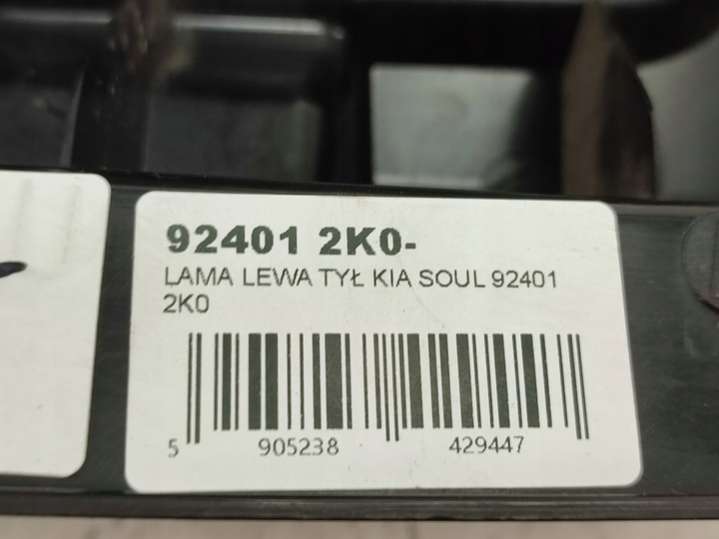 92401 2K0-
LAMA LEWA TYŁ KIA SOUL 92401
2K0
5 905238 429447